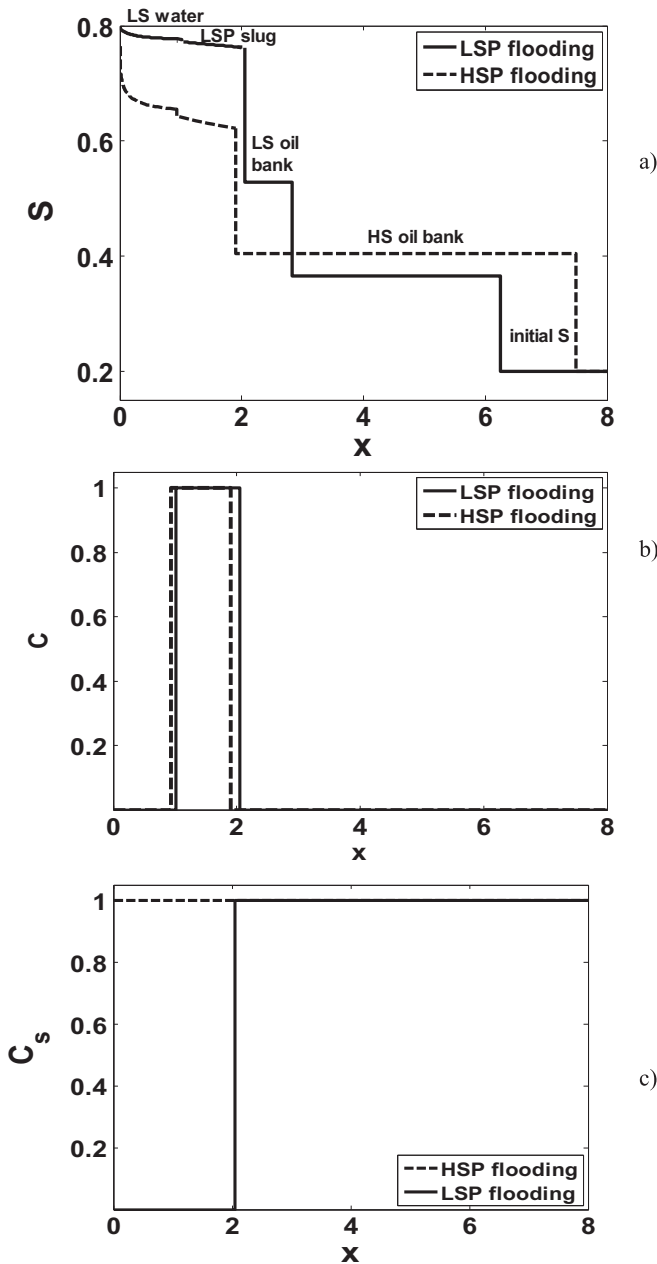 0.8
LS water
LSP slug
LSP flooding
HSP flooding
0.6
LS oil
bank
a)
S
HS oil bank
0.4
initial S
0.2
0 2 4 6 8
x
1
LSP flooding
HSP flooding
0.8
b)
0.6
c
0.4
0.2
0 2 4 6 8
x
1
0.8
0.6
Cs
c)
0.4
0.2
HSP flooding
LSP flooding
0 2 4 6 8
x